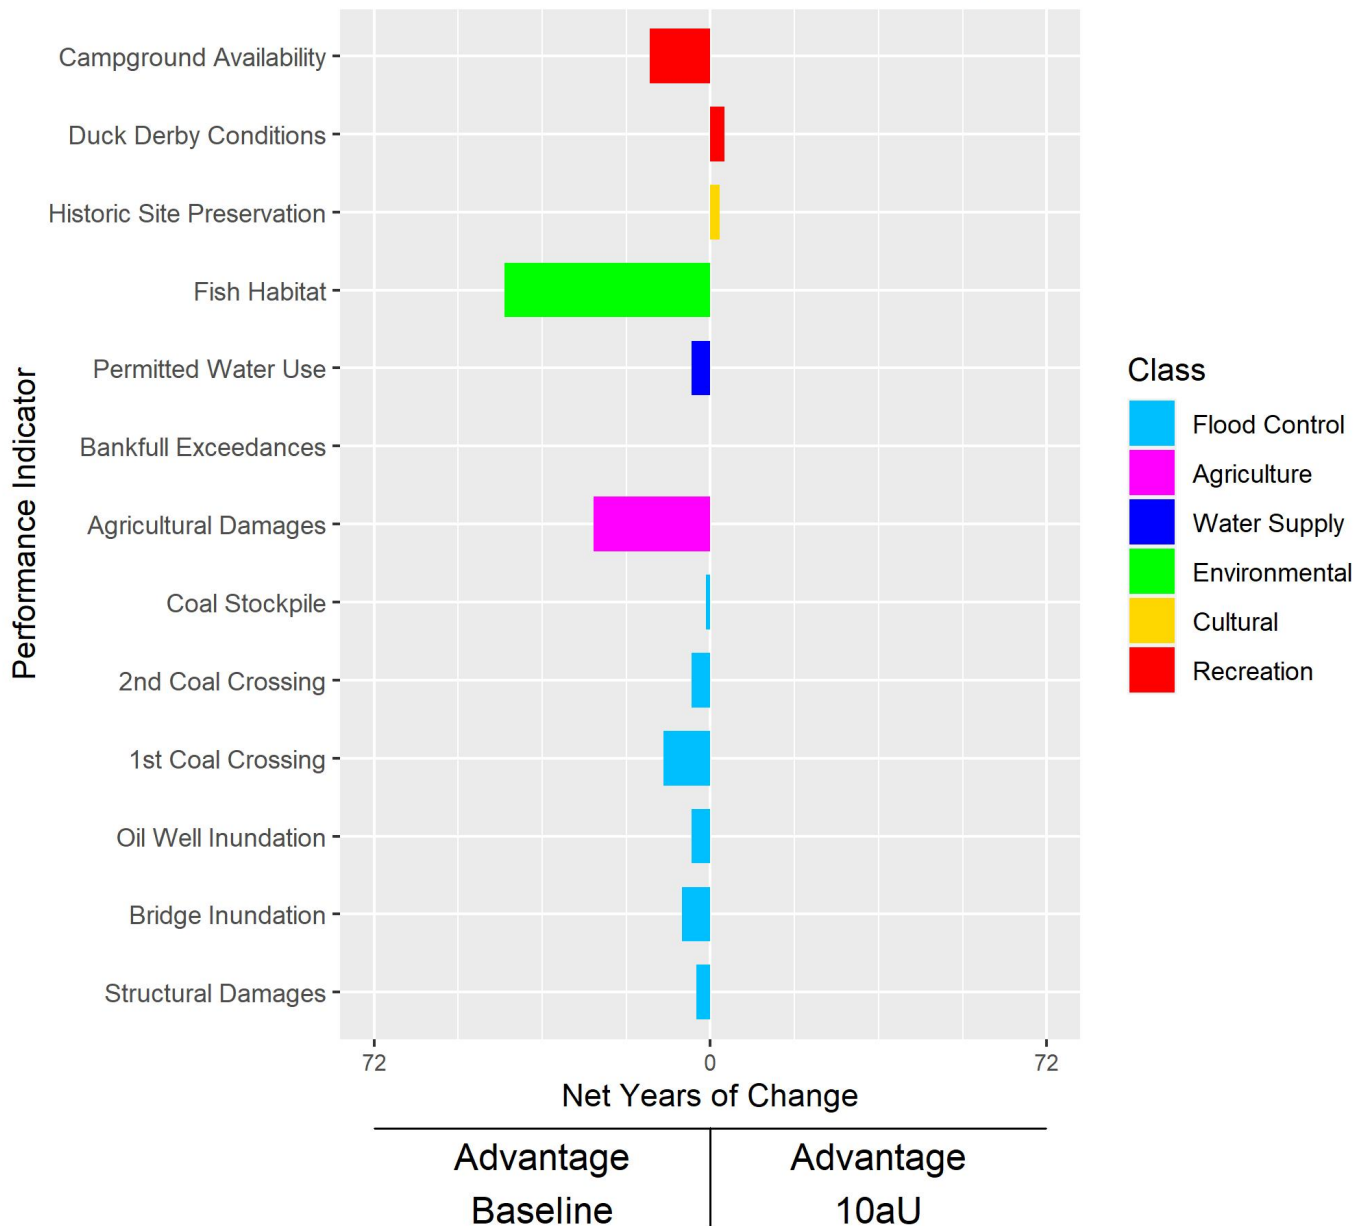 Campground Availability
Duck Derby Conditions
Historic Site Preservation
Fish Habitat
Permitted Water Use
Bankfull Exceedances
Agricultural Damages
Coal Stockpile
2nd Coal Crossing
1st Coal Crossing
Oil Well Inundation
Bridge Inundation
Structural Damages
Performance Indicator
72 0 72
Net Years of Change
Advantage Advantage
Baseline 10aU
Class
Flood Control
Agriculture
Water Supply
Environmental
Cultural
Recreation